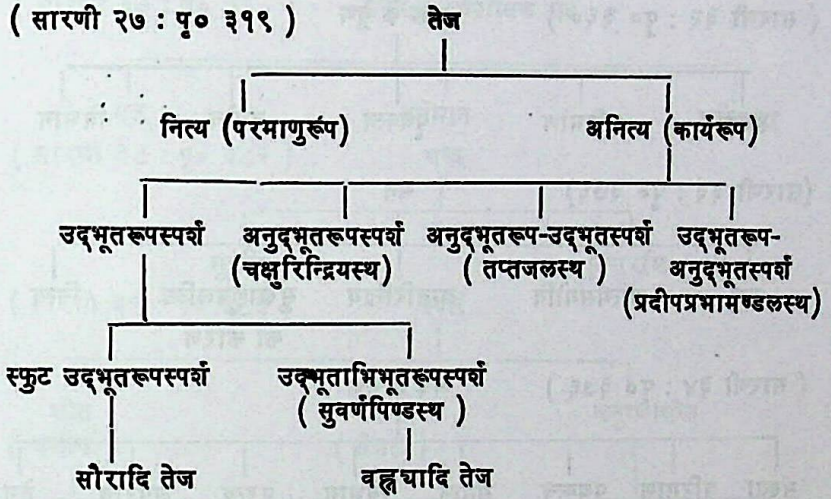 ( सारणी २७ : पृ० ३१९ ) तेज
नित्य (परमाणुरूप) अनित्य (कार्यरूप)
उद्भूतरूपस्पर्श अनुद्भूतरूपस्पर्श अनुद्भूतरूप-उद्भूतस्पर्श उद्भूतरूप-
(चक्षुरिन्द्रियस्थ) ( तप्तजलस्थ ) अनुद्भूतस्पर्श
(प्रदीपप्रभामण्डलस्थ)
स्फुट उद्भूतरूपस्पर्श उद्भूताभिभूतरूपस्पर्श
( सुवर्णपिण्डस्थ )
सौरादि तेज वह्न्यादि तेज